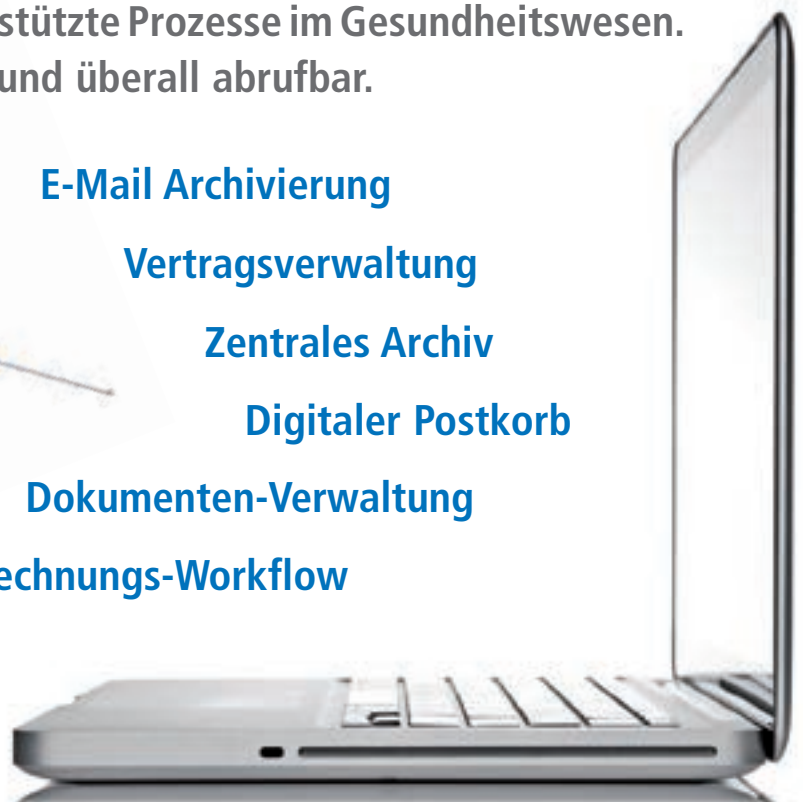 stützte Prozesse im Gesundheitswesen.
und überall abrufbar.
E-Mail Archivierung
Vertragsverwaltung
Zentrales Archiv
Digitaler Postkorb
Dokumenten-Verwaltung
echnungs-Workflow